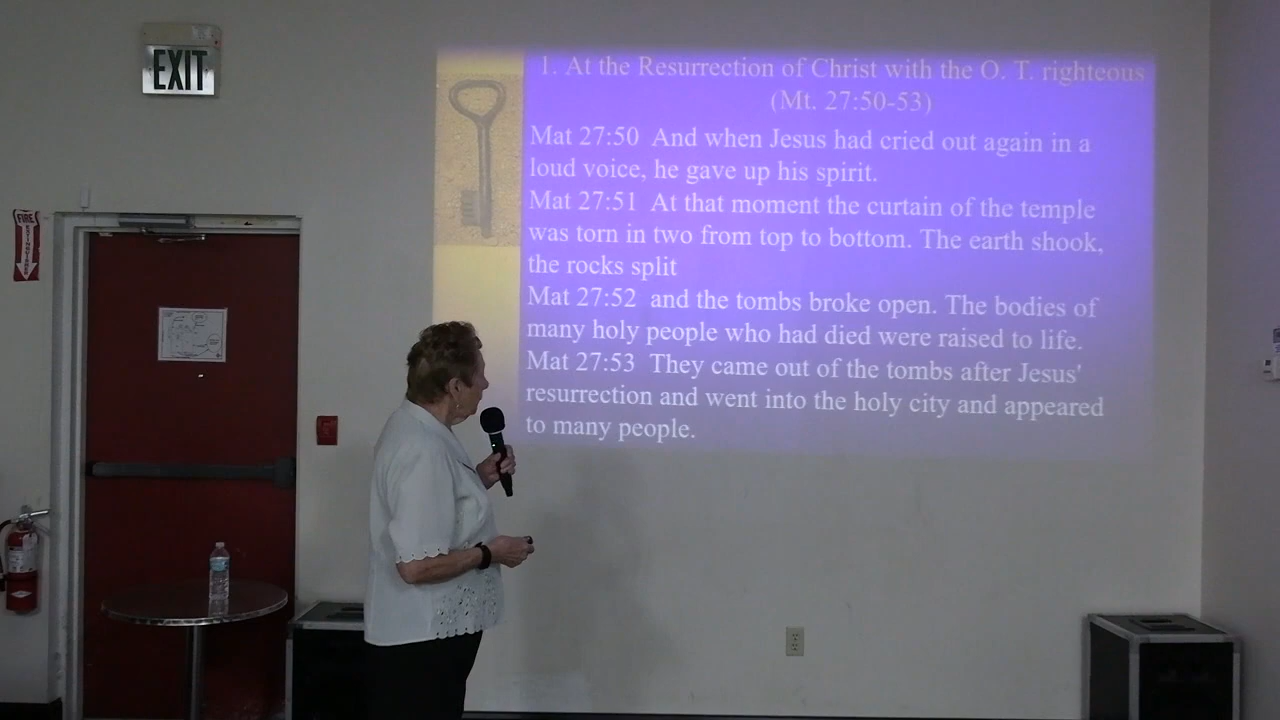 EXIT
1. At the Resurrection of Christ with the O. T. righteous
(Mt. 27:50-53)
Mat 27:50 And when Jesus had cried out again in a
loud voice, he gave up his spirit.
Mat 27:51 At that moment the curtain of the temple
was torn in two from top to bottom. The earth shook,
the rocks split
Mat 27:52 and the tombs broke open. The bodies of
many holy people who had died were raised to life.
Mat 27:53 They came out of the tombs after Jesus'
resurrection and went into the holy city and appeared
to many people.
FIRE